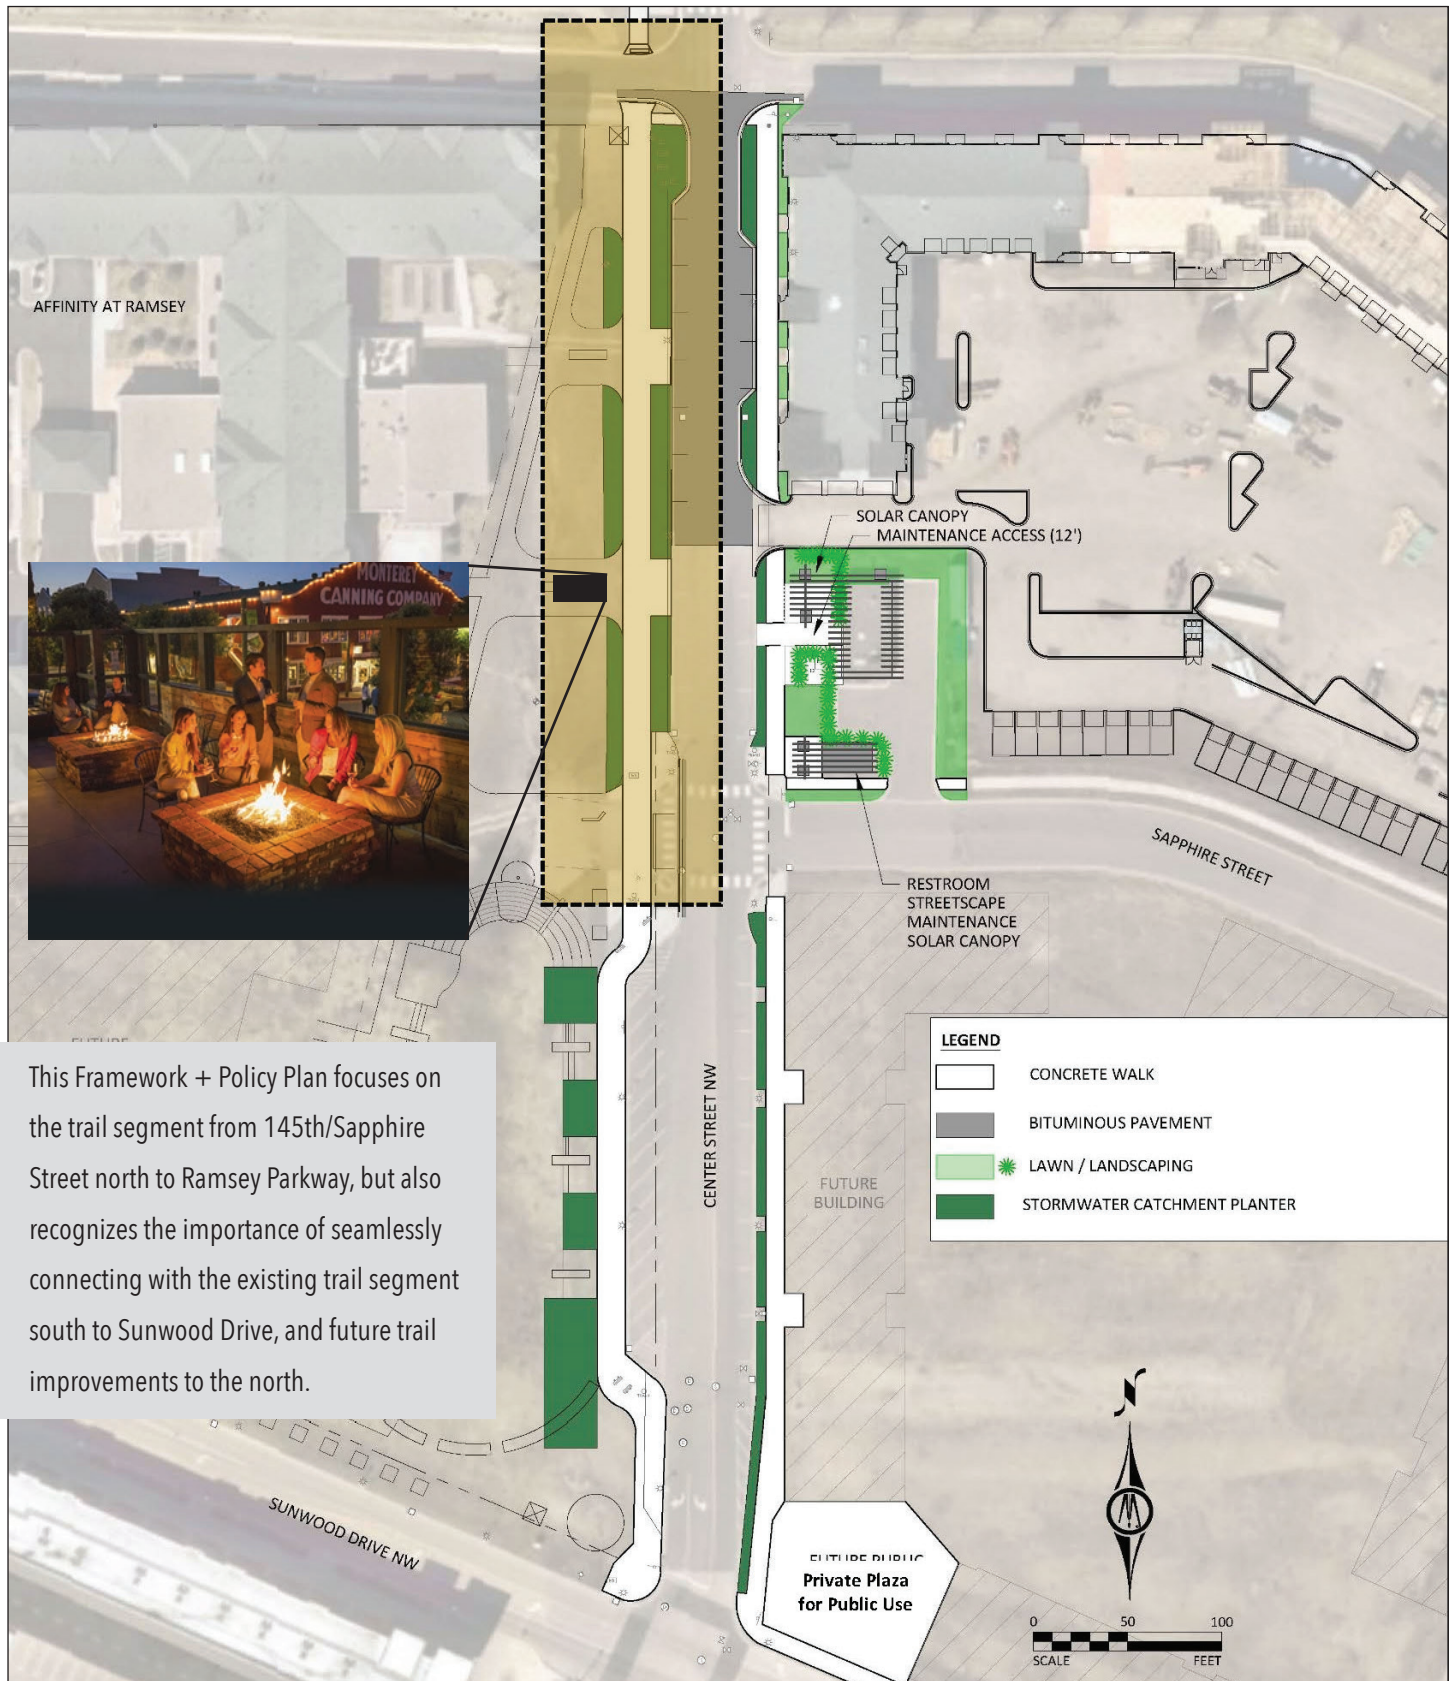 AFFINITY AT RAMSEY
MONTEREY
CANNING COMPANY
SOLAR CANOPY
MAINTENANCE ACCESS (12')
SAPPHIRE STREET
RESTROOM
STREETSCAPE
MAINTENANCE
SOLAR CANOPY
FUTURE
This Framework + Policy Plan focuses on
the trail segment from 145th/Sapphire
Street north to Ramsey Parkway, but also
recognizes the importance of seamlessly
connecting with the existing trail segment
south to Sunwood Drive, and future trail
improvements to the north.
CENTER STREET NW
FUTURE
BUILDING
LEGEND
CONCRETE WALK
BITUMINOUS PAVEMENT
LAWN / LANDSCAPING
STORMWATER CATCHMENT PLANTER
SUNWOOD DRIVE NW
FUTURE PUBLIC
Private Plaza
for Public Use
N
0 50 100
SCALE FEET